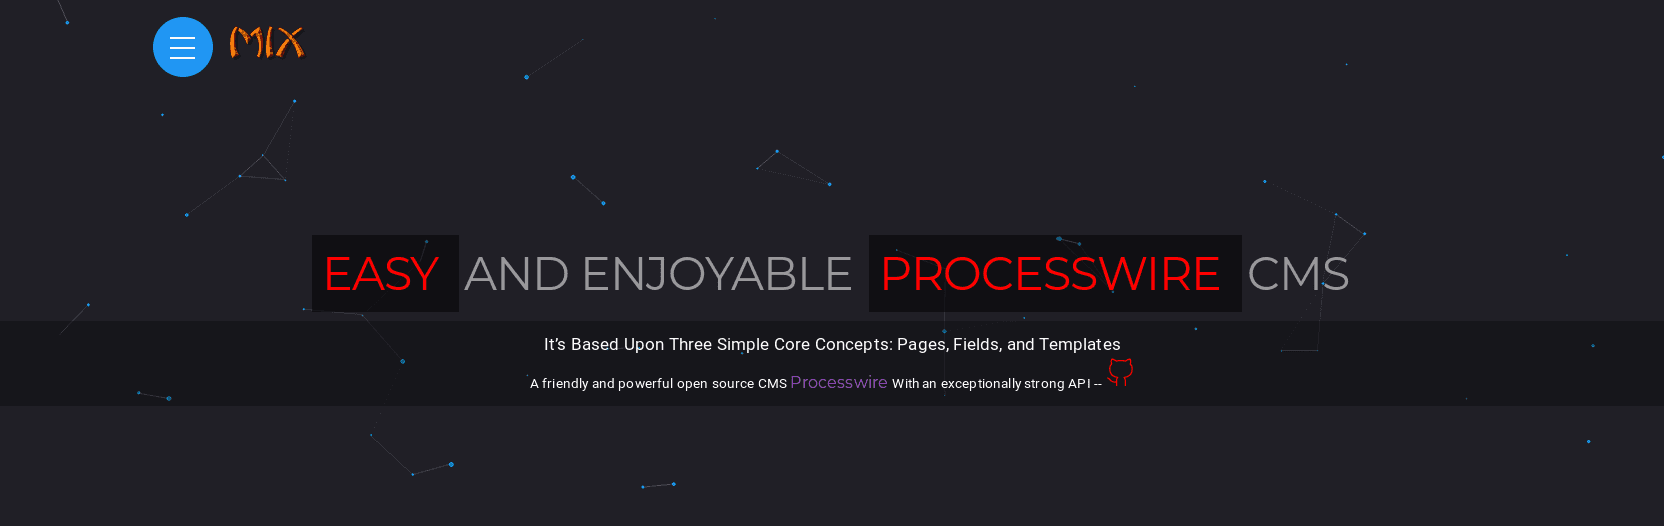 MIX
EASY AND ENJOYABLE PROCESSWIRE CMS
It’s Based Upon Three Simple Core Concepts: Pages, Fields, and Templates
A friendly and powerful open source CMS Processwire With an exceptionally strong API --